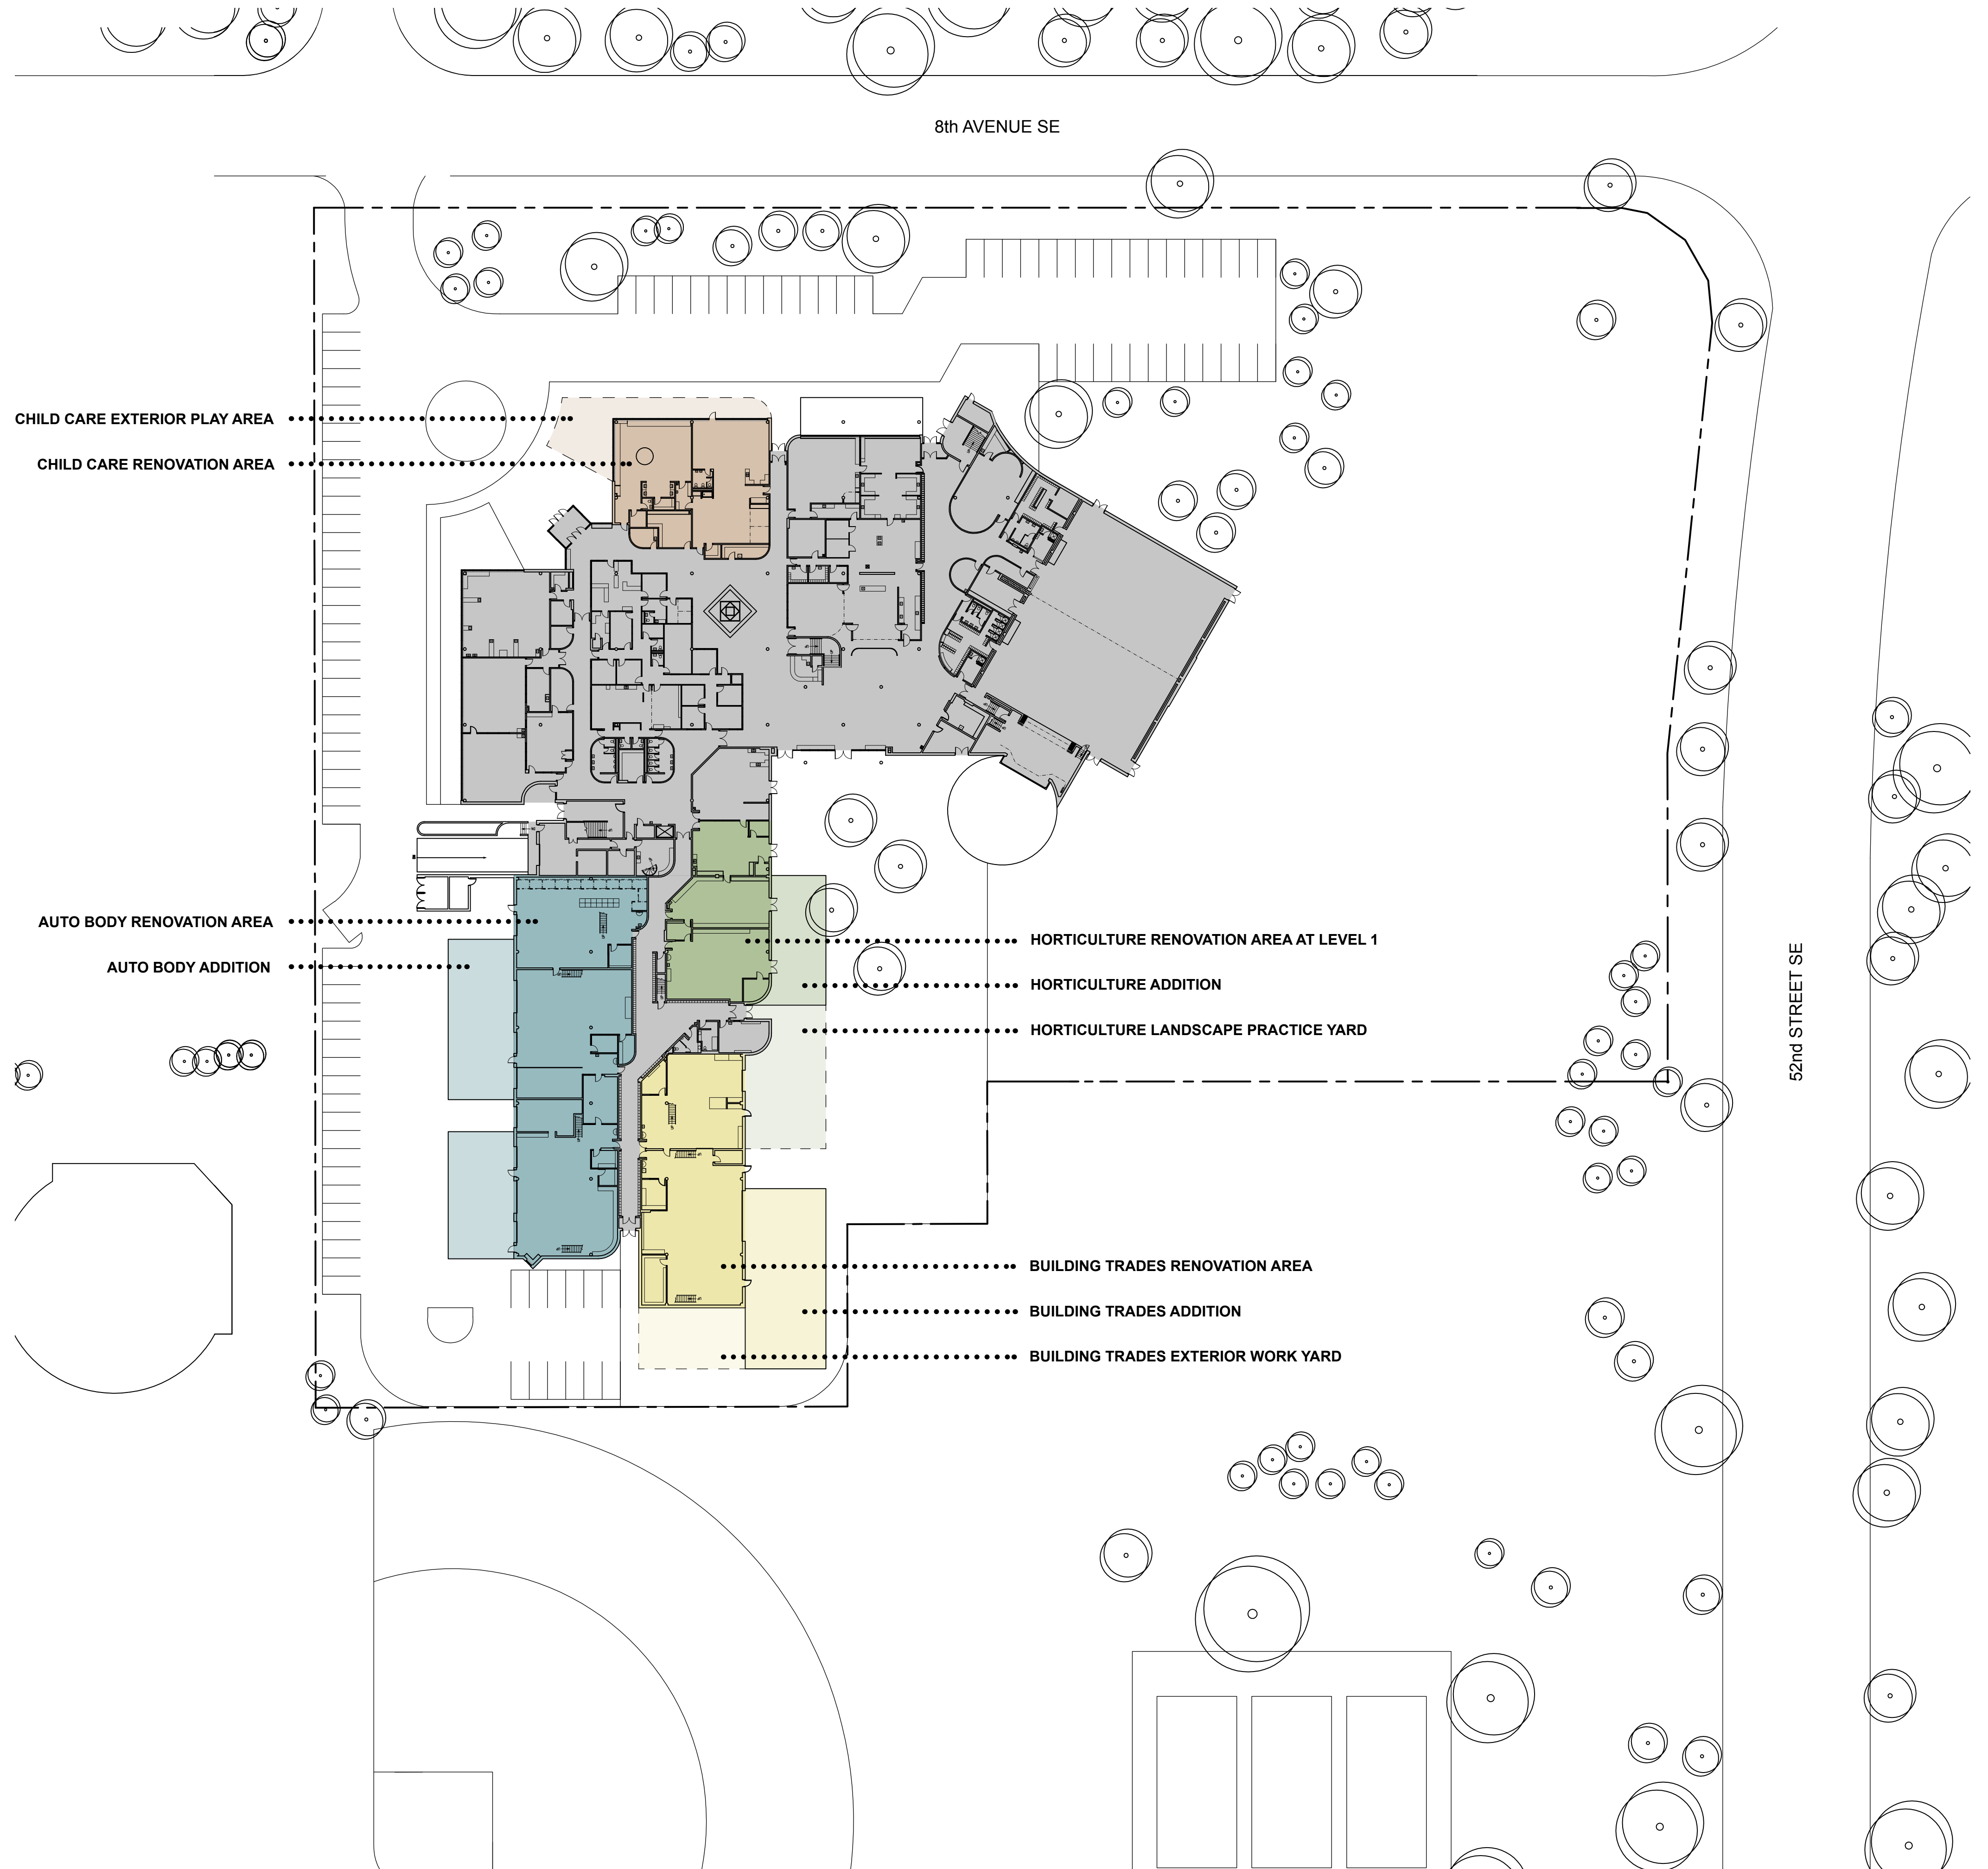 8th AVENUE SE
CHILD CARE EXTERIOR PLAY AREA
CHILD CARE RENOVATION AREA
AUTO BODY RENOVATION AREA
AUTO BODY ADDITION
HORTICULTURE RENOVATION AREA AT LEVEL 1
HORTICULTURE ADDITION
HORTICULTURE LANDSCAPE PRACTICE YARD
52nd STREET SE
BUILDING TRADES RENOVATION AREA
BUILDING TRADES ADDITION
BUILDING TRADES EXTERIOR WORK YARD